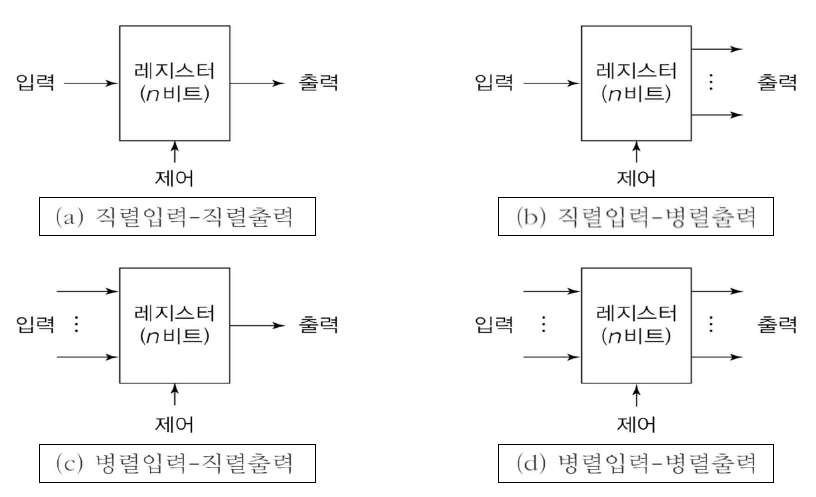 입력 레지스터 (n비트) 출력
제어
(a) 직렬입력-직렬출력
입력 레지스터 (n비트) ⋮ 출력
제어
(b) 직렬입력-병렬출력
입력 ⋮ 레지스터 (n비트) 출력
제어
(c) 병렬입력-직렬출력
입력 ⋮ 레지스터 (n비트) ⋮ 출력
제어
(d) 병렬입력-병렬출력